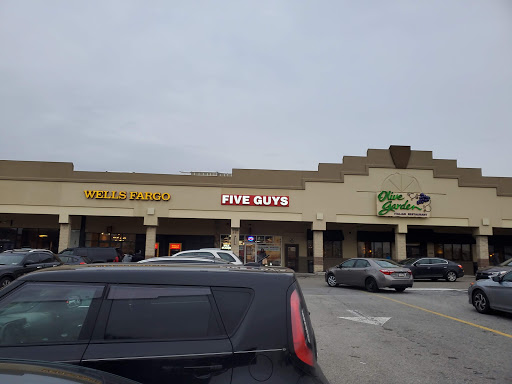 WELLS FARGO
FIVE GUYS
Olive
Garden
ITALIAN RESTAURANT